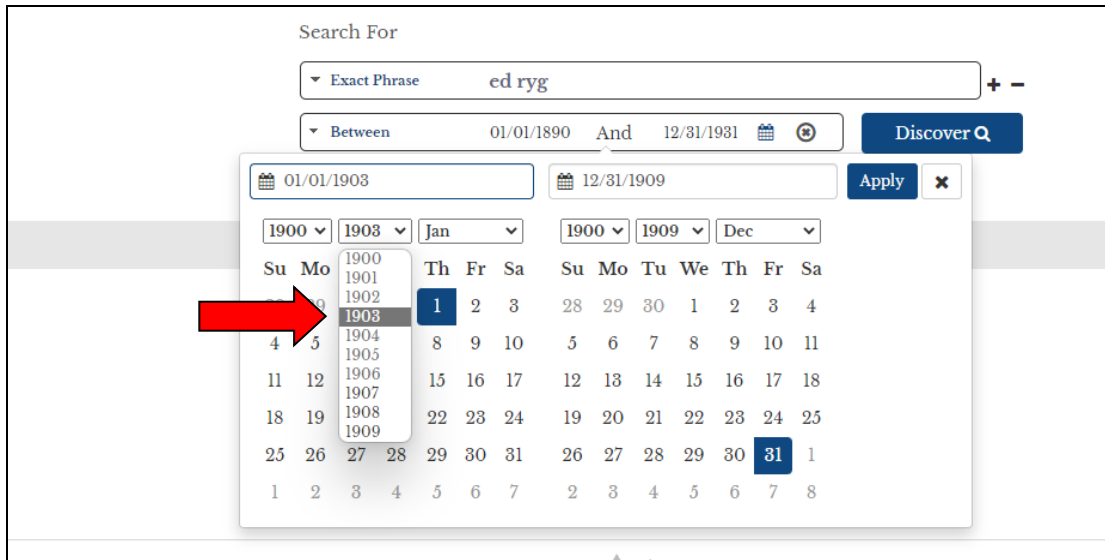 Search For
Exact Phrase ed ryg + −
Between 01/01/1890 And 12/31/1931 Discover
01/01/1903 12/31/1909 Apply
1900 1903 Jan 1900 1909 Dec
Su Mo Th Fr Sa Su Mo Tu We Th Fr Sa
1 2 3 28 29 30 1 2 3 4
4 5 8 9 10 5 6 7 8 9 10 11
11 12 15 16 17 12 13 14 15 16 17 18
18 19 22 23 24 19 20 21 22 23 24 25
25 26 27 28 29 30 31 26 27 28 29 30 31 1
1 2 3 4 5 6 7 2 3 4 5 6 7 8
1900
1901
1902
1903
1904
1905
1906
1907
1908
1909